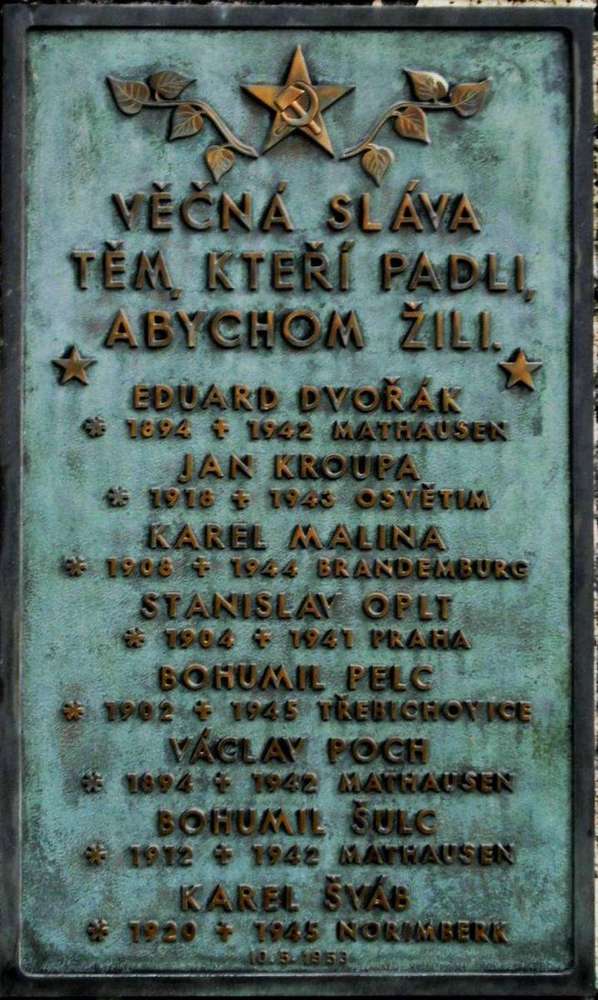 VĚČNÁ SLÁVA
TĚM, KTEŘÍ PADLI,
ABYCHOM ŽILI.
EDUARD DVOŘÁK
* 1894 + 1942 MATHAUSEN
JAN KROUPA
* 1918 + 1943 OSVĚTIM
KAREL MALINA
* 1908 + 1944 BRANDEMBURG
STANISLAV OPLT
* 1904 + 1941 PRAHA
BOHUMIL PELC
* 1902 + 1945 TŘEBICHOVICE
VÁCLAV POCH
* 1894 + 1942 MATHAUSEN
BOHUMIL ŠULC
* 1912 + 1942 MATHAUSEN
KAREL ŠVÁB
* 1920 + 1945 NORIMBERK
10.5.1953